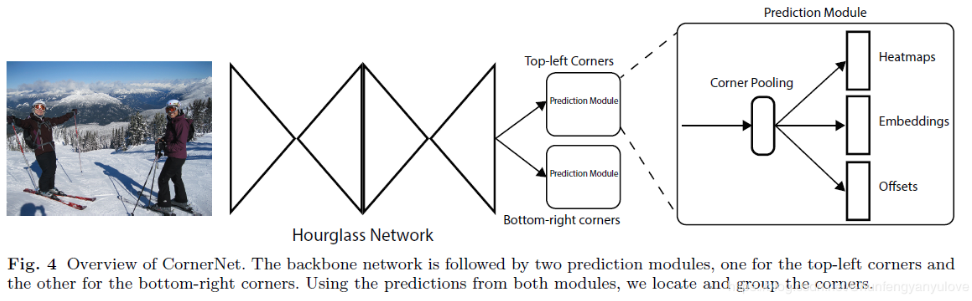 Prediction Module
Top-left Corners
Prediction Module
Corner Pooling
Heatmaps
Embeddings
Offsets
Prediction Module
Bottom-right corners
Hourglass Network
Fig. 4 Overview of CornerNet. The backbone network is followed by two prediction modules, one for the top-left corners and
the other for the bottom-right corners. Using the predictions from both modules, we locate and group the corners.